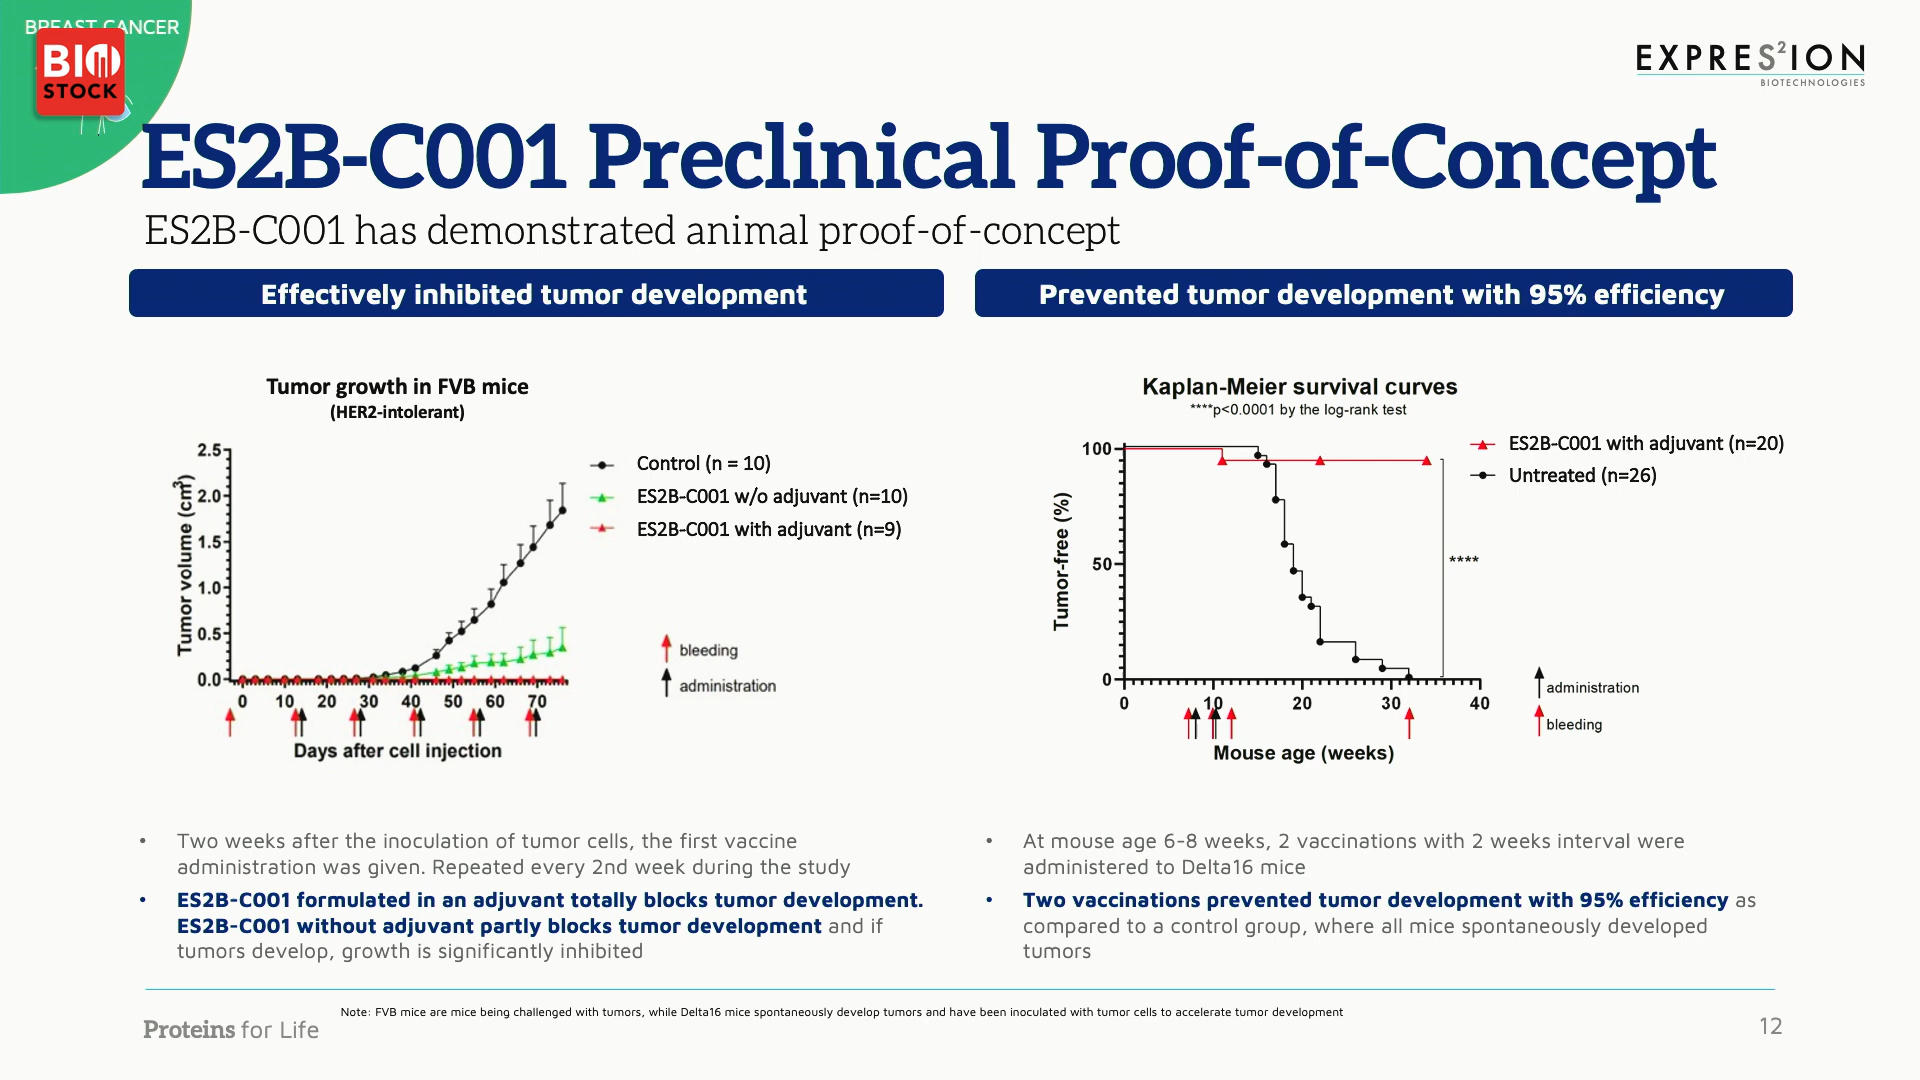 BREAST CANCER
BIO
STOCK
EXPRES²ION
BIOTECHNOLOGIES
ES2B-C001 Preclinical Proof-of-Concept
ES2B-C001 has demonstrated animal proof-of-concept
Effectively inhibited tumor development
Tumor growth in FVB mice
(HER2-intolerant)
Tumor volume (cm³)
2.5
2.0
1.5
1.0
0.5
0.0
0 10 20 30 40 50 60 70
Days after cell injection
Control (n = 10)
ES2B-C001 w/o adjuvant (n=10)
ES2B-C001 with adjuvant (n=9)
bleeding
administration
• Two weeks after the inoculation of tumor cells, the first vaccine
administration was given. Repeated every 2nd week during the study
• ES2B-C001 formulated in an adjuvant totally blocks tumor development.
ES2B-C001 without adjuvant partly blocks tumor development and if
tumors develop, growth is significantly inhibited
Prevented tumor development with 95% efficiency
Kaplan-Meier survival curves
****p<0.0001 by the log-rank test
Tumor-free (%)
100
50
0
0 10 20 30 40
Mouse age (weeks)
ES2B-C001 with adjuvant (n=20)
Untreated (n=26)
****
administration
bleeding
• At mouse age 6-8 weeks, 2 vaccinations with 2 weeks interval were
administered to Delta16 mice
• Two vaccinations prevented tumor development with 95% efficiency as
compared to a control group, where all mice spontaneously developed
tumors
Note: FVB mice are mice being challenged with tumors, while Delta16 mice spontaneously develop tumors and have been inoculated with tumor cells to accelerate tumor development
Proteins for Life
12